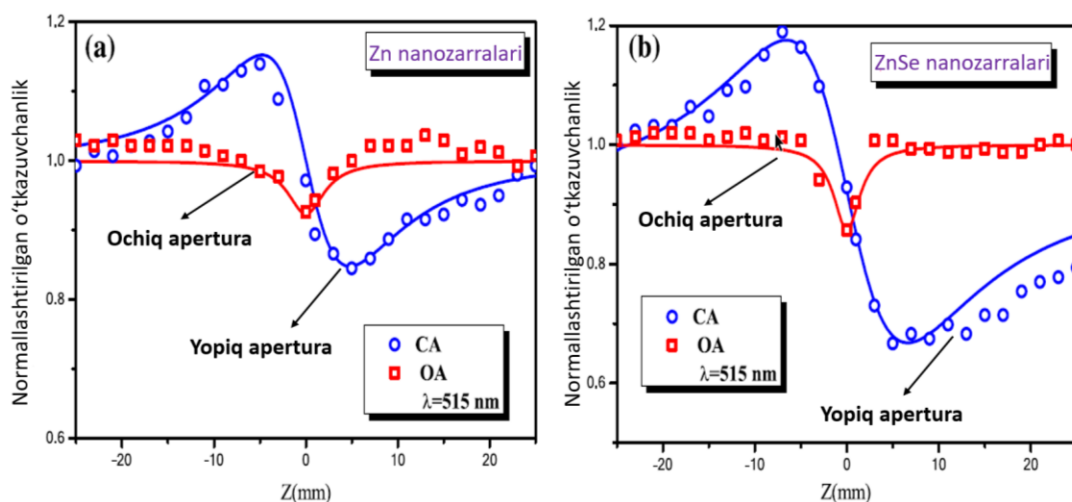 (a)
Zn nanozarralari
Normallashtirilgan o‘tkazuvchanlik
1,2
1.0
0.8
0.6
Ochiq apertura
Yopiq apertura
CA
OA
λ=515 nm
−20
−10
0
10
20
Z(mm)
(b)
ZnSe nanozarralari
Normallashtirilgan o‘tkazuvchanlik
1.2
1.0
0.8
0.6
Ochiq apertura
CA
OA
λ=515 nm
Yopiq apertura
−20
−10
0
10
20
Z(mm)